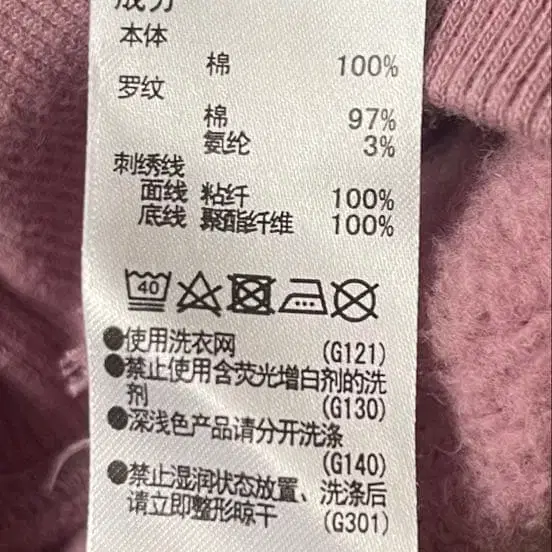 成分
本体
棉 100%
罗纹
棉 97%
氨纶 3%
刺绣线
面线 粘纤 100%
底线 聚酯纤维 100%
40
●使用洗衣网 (G121)
●禁止使用含荧光增白剂的洗
剂 (G130)
●深浅色产品请分开洗涤
(G140)
●禁止湿润状态放置、洗涤后
请立即整形晾干 (G301)